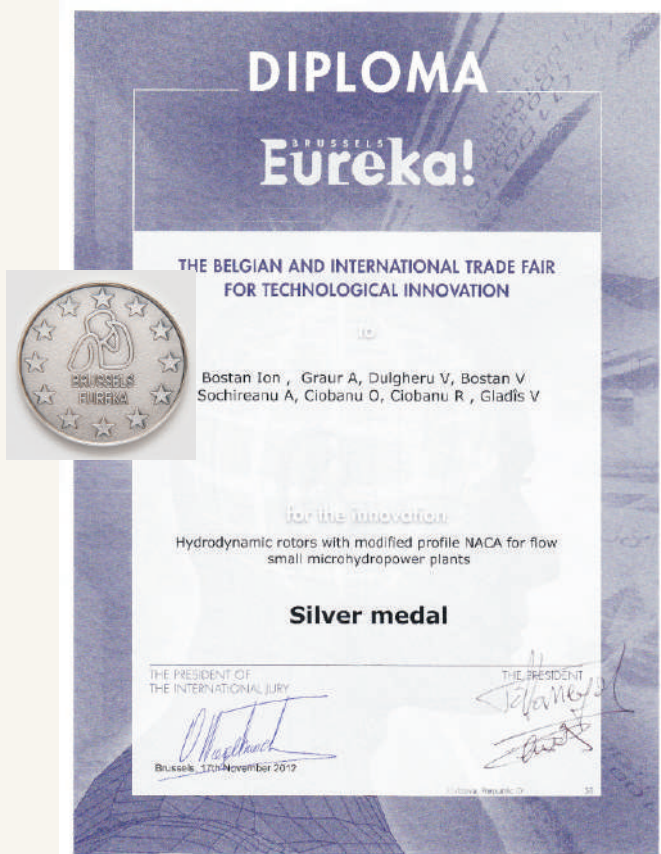 DIPLOMA
BRUSSELS
Eureka!
THE BELGIAN AND INTERNATIONAL TRADE FAIR
FOR TECHNOLOGICAL INNOVATION
to
Bostan Ion , Graur A, Dulgheru V, Bostan V
Sochireanu A, Ciobanu O, Ciobanu R , Gladîs V
BRUSSELS
EUREKA
for the innovation
Hydrodynamic rotors with modified profile NACA for flow
small microhydropower plants
Silver medal
THE PRESIDENT OF
THE INTERNATIONAL JURY
THE PRESIDENT
Brussels, 17th November 2012